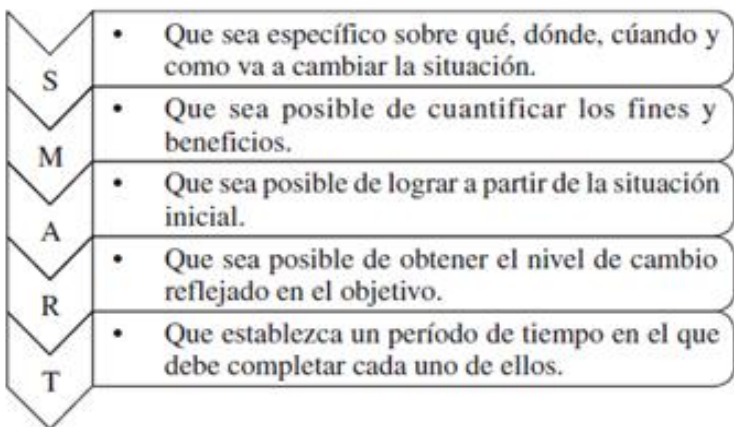 S
• Que sea específico sobre qué, dónde, cúando y
como va a cambiar la situación.
M
• Que sea posible de cuantificar los fines y
beneficios.
A
• Que sea posible de lograr a partir de la situación
inicial.
R
• Que sea posible de obtener el nivel de cambio
reflejado en el objetivo.
T
• Que establezca un período de tiempo en el que
debe completar cada uno de ellos.